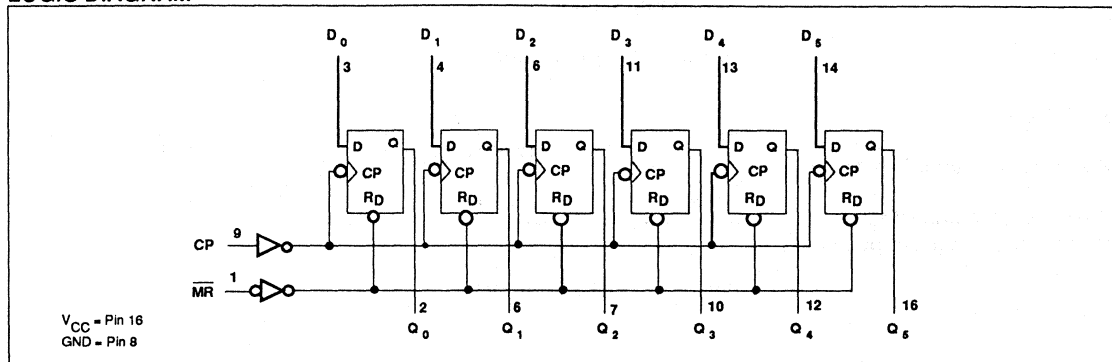 LOGIC DIAGRAM
D0 D1 D2 D3 D4 D5
3 4 6 11 13 14
D Q D Q D Q D Q D Q D Q
CP CP CP CP CP CP
RD RD RD RD RD RD
CP 9
MR 1
2 6 7 10 12 16
Q0 Q1 Q2 Q3 Q4 Q5
VCC = Pin 16
GND = Pin 8